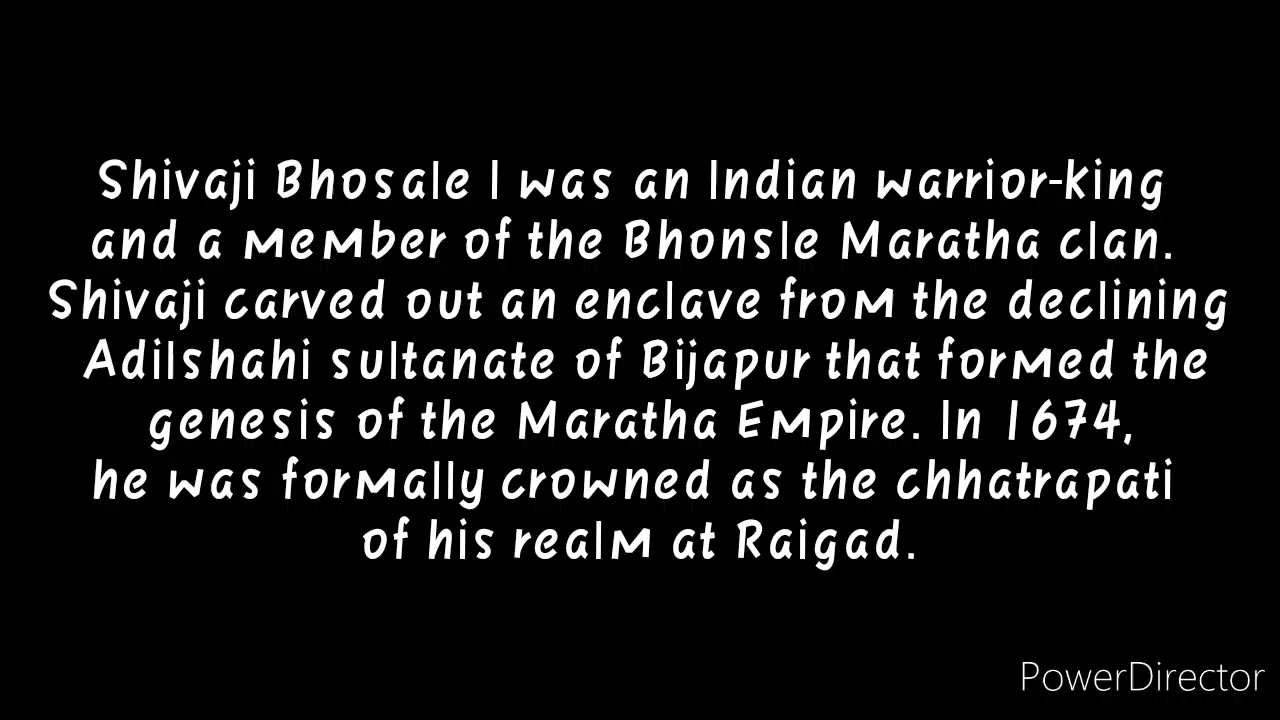 Shivaji Bhosale I was an Indian warrior-king
and a member of the Bhonsle Maratha clan.
Shivaji carved out an enclave from the declining
Adilshahi sultanate of Bijapur that formed the
genesis of the Maratha Empire. In 1674,
he was formally crowned as the chhatrapati
of his realm at Raigad.
PowerDirector